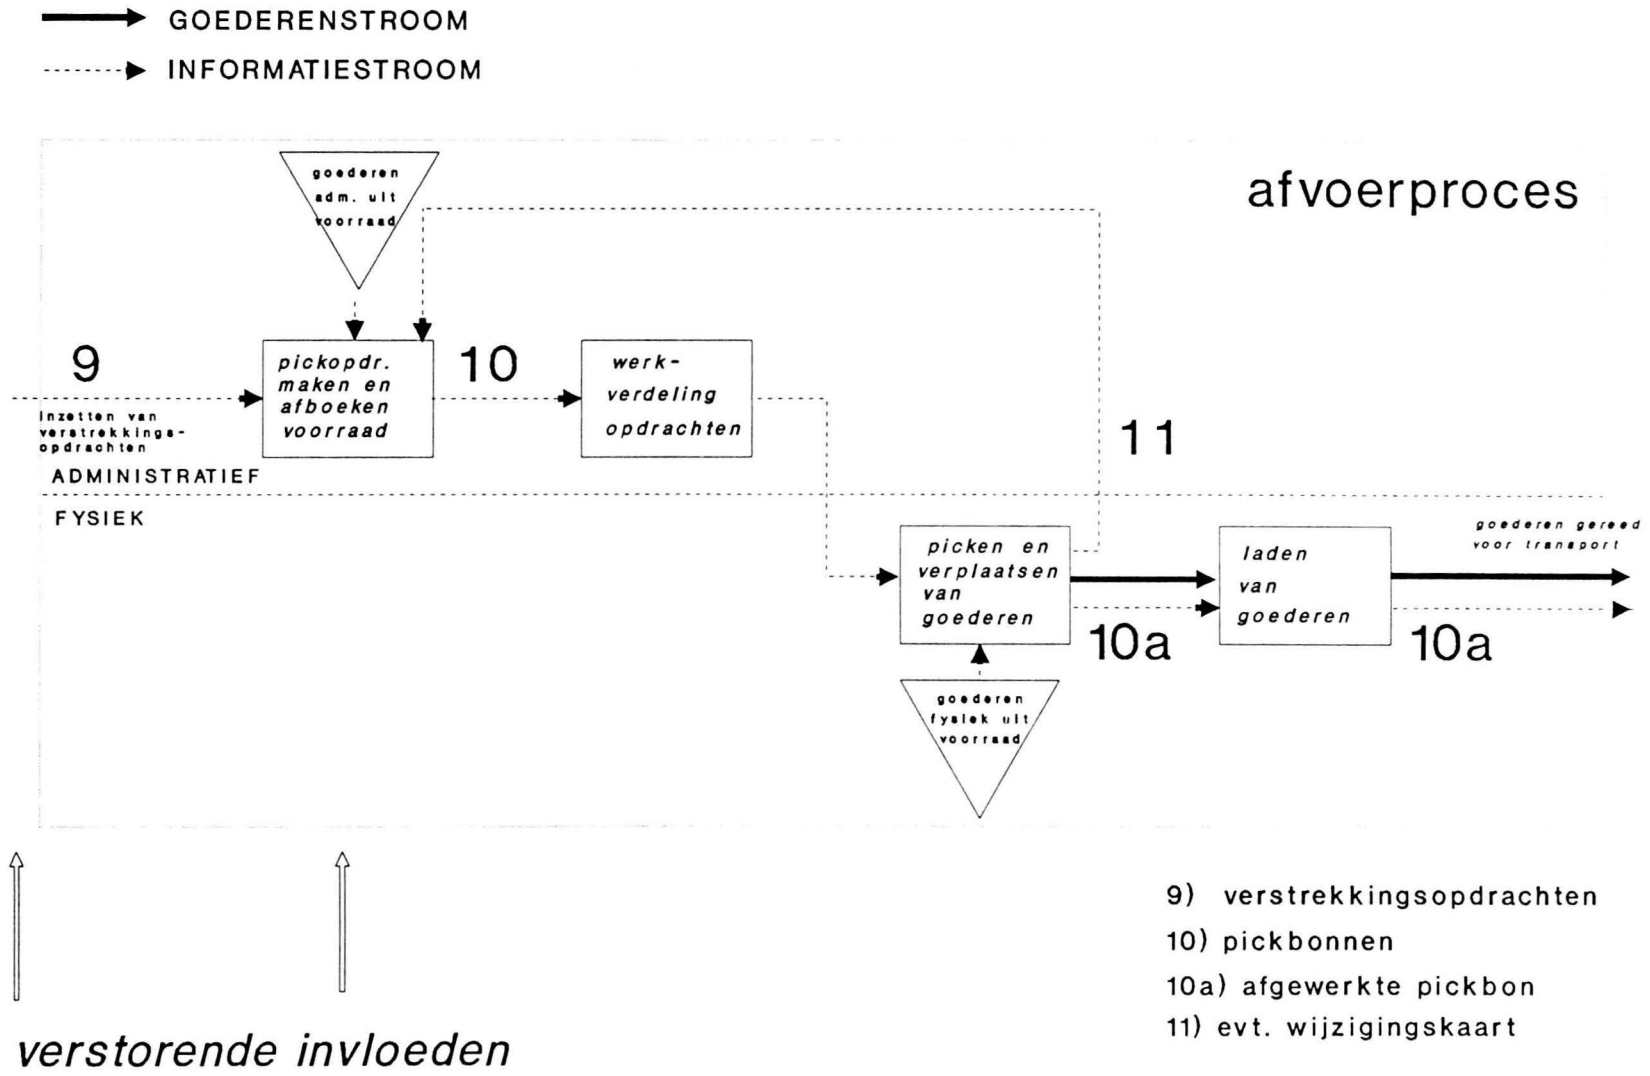 GOEDERENSTROOM
INFORMATIESTROOM
afvoerproces
goederen
adm. uit
voorraad
9
Inzetten van
verstrekkings-
opdrachten
pickopdr.
maken en
afboeken
voorraad
10
werk-
verdeling
opdrachten
11
ADMINISTRATIEF
FYSIEK
picken en
verplaatsen
van
goederen
10a
laden
van
goederen
10a
goederen gereed
voor transport
goederen
fysiek uit
voorraad
9) verstrekkingsopdrachten
10) pickbonnen
10a) afgewerkte pickbon
11) evt. wijzigingskaart
verstorende invloeden